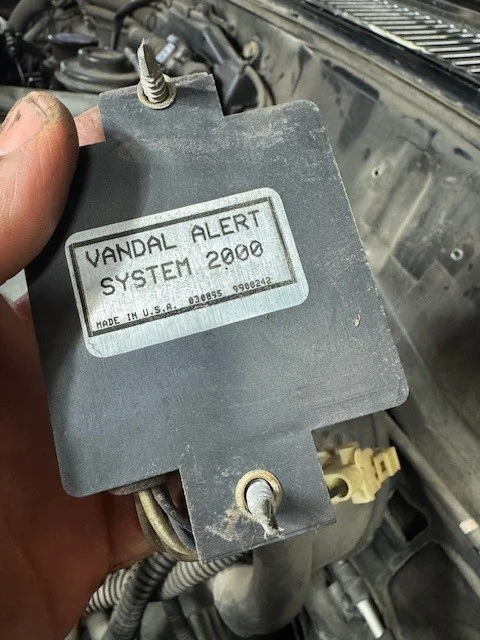 VANDAL ALERT
SYSTEM 2000
MADE IN U.S.A. 030895 9900242